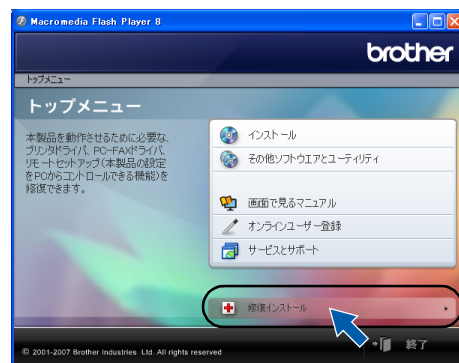 Macromedia Flash Player 8
brother
トップメニュー
トップメニュー
本製品を動作させるために必要な、
プリンタドライバ、PC-FAXドライバ、
リモートセットアップ(本製品の設定
をPCからコントロールできる機能)を
修復できます。
インストール
その他ソフトウエアとユーティリティ
画面で見るマニュアル
オンラインユーザー登録
サービスとサポート
修復インストール
© 2001-2007 Brother Industries Ltd. All rights reserved
終了